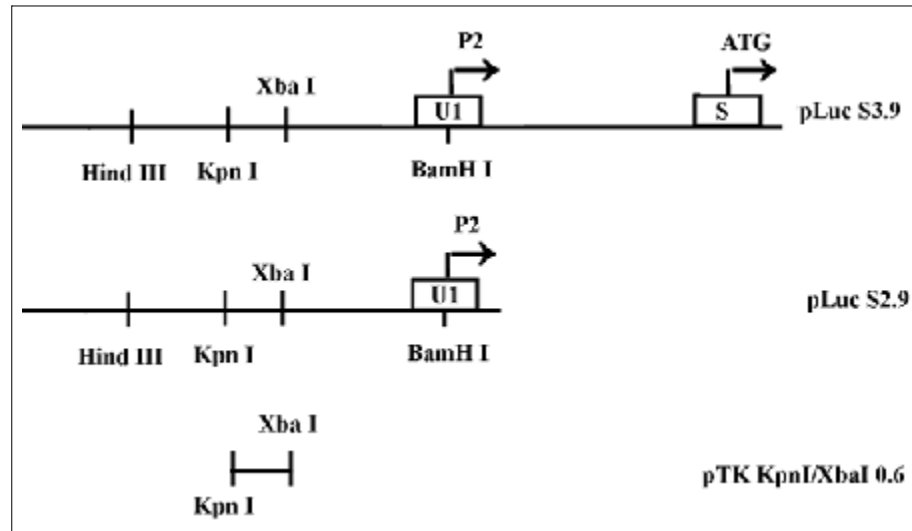 P2
ATG
Xba I
U1
S
pLuc S3.9
Hind III
Kpn I
BamH I
P2
Xba I
U1
pLuc S2.9
Hind III
Kpn I
BamH I
Xba I
pTK KpnI/XbaI 0.6
Kpn I